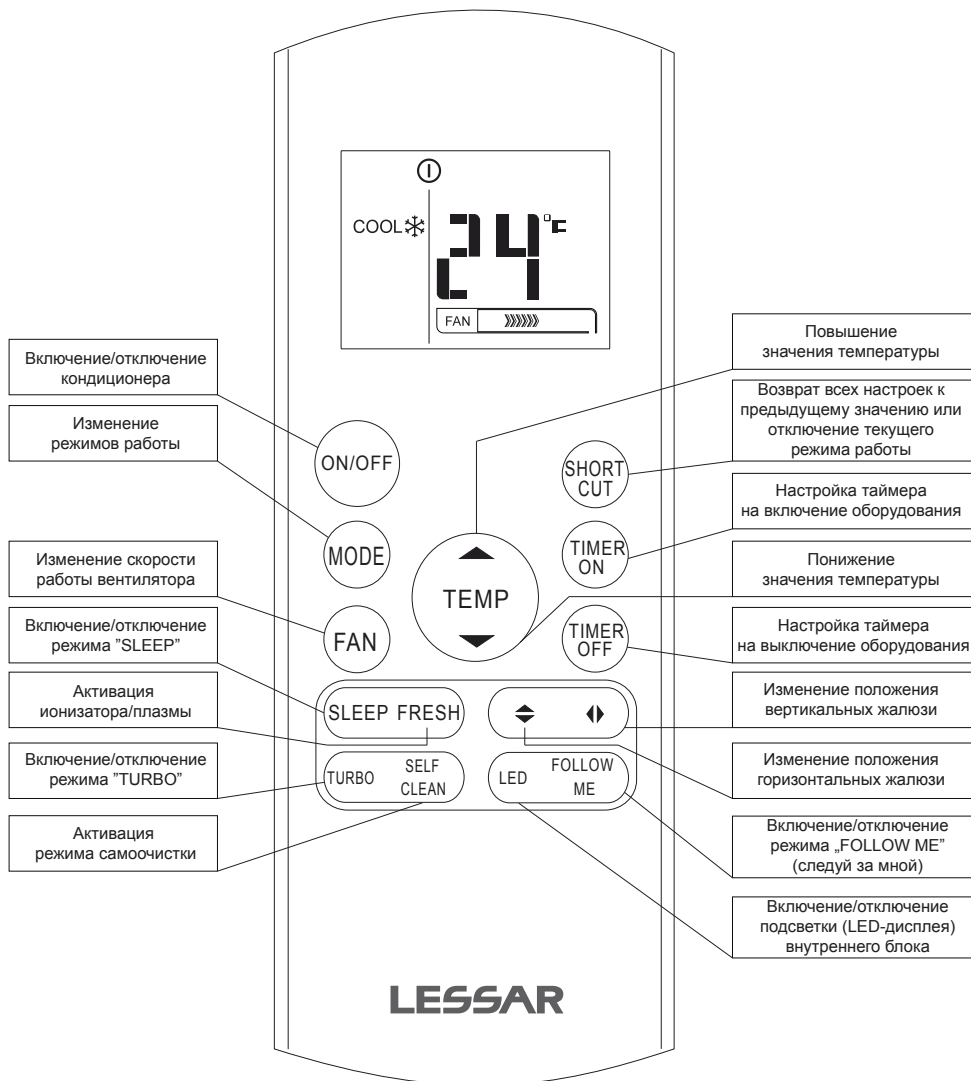 COOL
24°C
FAN
Включение/отключение
кондиционера
Изменение
режимов работы
Изменение скорости
работы вентилятора
Включение/отключение
режима "SLEEP"
Активация
ионизатора/плазмы
Включение/отключение
режима "TURBO"
Активация
режима самоочистки
ON/OFF
MODE
FAN
TEMP
SHORT
CUT
TIMER
ON
TIMER
OFF
SLEEP FRESH
TURBO
SELF
CLEAN
LED
FOLLOW
ME
Повышение
значения температуры
Возврат всех настроек к
предыдущему значению или
отключение текущего
режима работы
Настройка таймера
на включение оборудования
Понижение
значения температуры
Настройка таймера
на выключение оборудования
Изменение положения
вертикальных жалюзи
Изменение положения
горизонтальных жалюзи
Включение/отключение
режима „FOLLOW ME”
(следуй за мной)
Включение/отключение
подсветки (LED-дисплея)
внутреннего блока
LESSAR